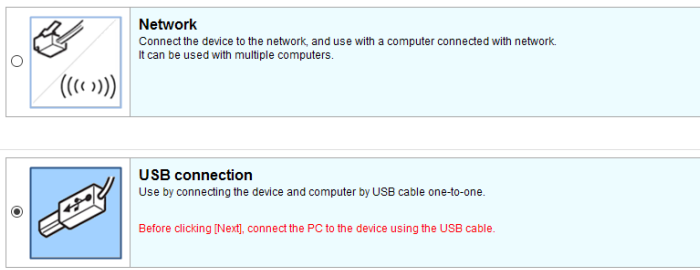 Network
Connect the device to the network, and use with a computer connected with network.
It can be used with multiple computers.
USB connection
Use by connecting the device and computer by USB cable one-to-one.
Before clicking [Next], connect the PC to the device using the USB cable.